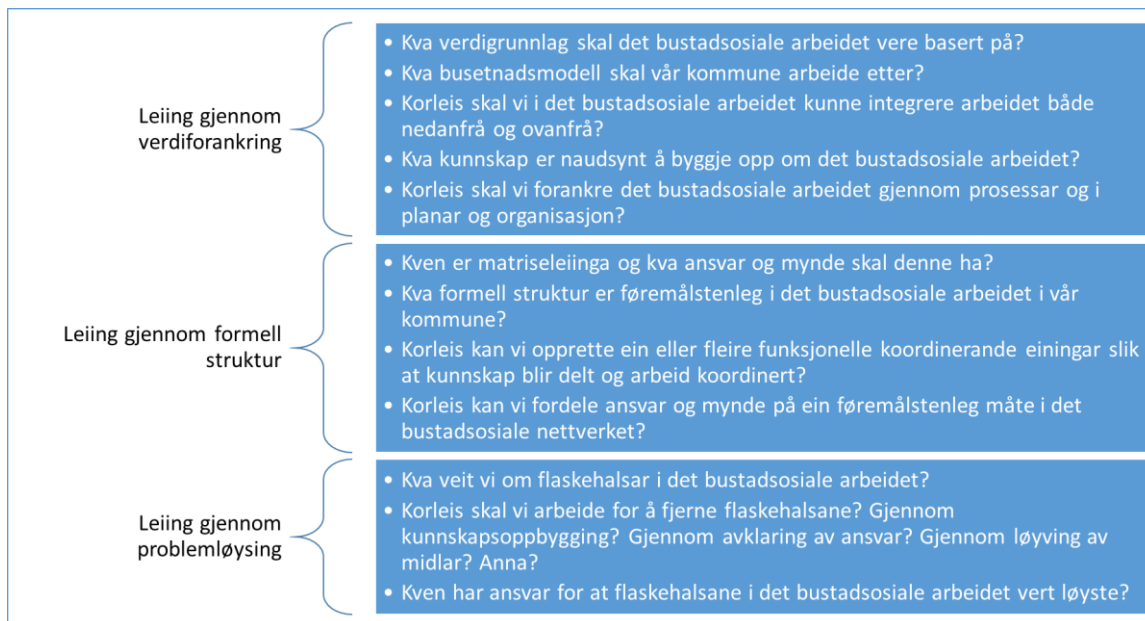 Leiing gjennom
verdiforankring
• Kva verdigrunnlag skal det bustadsosiale arbeidet vere basert på?
• Kva busetnadsmodell skal vår kommune arbeide etter?
• Korleis skal vi i det bustadsosiale arbeidet kunne integrere arbeidet både
nedanfrå og ovanfrå?
• Kva kunnskap er naudsynt å byggje opp om det bustadsosiale arbeidet?
• Korleis skal vi forankre det bustadsosiale arbeidet gjennom prosessar og i
planar og organisasjon?
Leiing gjennom formell
struktur
• Kven er matriseleiinga og kva ansvar og mynde skal denne ha?
• Kva formell struktur er føremålstenleg i det bustadsosiale arbeidet i vår
kommune?
• Korleis kan vi opprette ein eller fleire funksjonelle koordinerande einingar slik
at kunnskap blir delt og arbeid koordinert?
• Korleis kan vi fordele ansvar og mynde på ein føremålstenleg måte i det
bustadsosiale nettverket?
Leiing gjennom
problemløysing
• Kva veit vi om flaskehalsar i det bustadsosiale arbeidet?
• Korleis skal vi arbeide for å fjerne flaskehalsane? Gjennom
kunnskapsoppbygging? Gjennom avklaring av ansvar? Gjennom løyving av
midlar? Anna?
• Kven har ansvar for at flaskehalsane i det bustadsosiale arbeidet vert løyste?